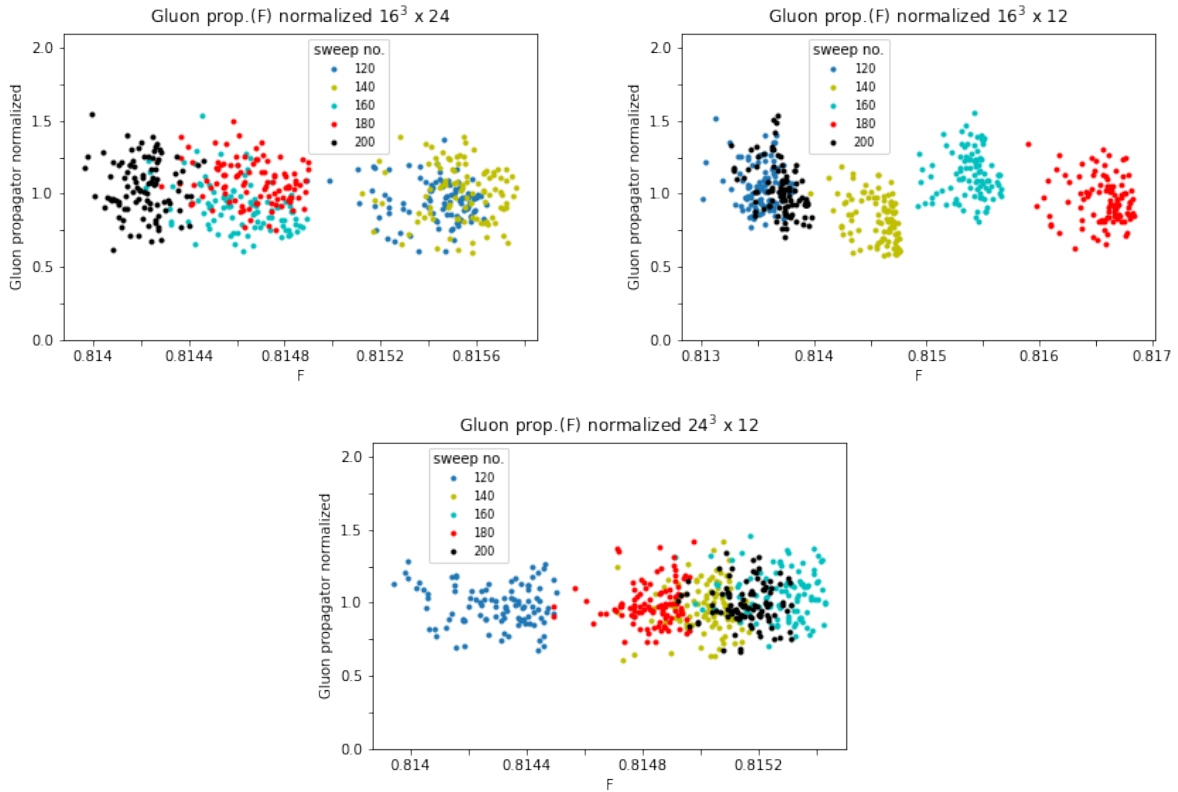 Gluon prop.(F) normalized 16³ x 24
Gluon propagator normalized
2.0
1.5
1.0
0.5
0.0
sweep no.
120
140
160
180
200
0.814 0.8144 0.8148 0.8152 0.8156
F
Gluon prop.(F) normalized 16³ x 12
Gluon propagator normalized
2.0
1.5
1.0
0.5
0.0
sweep no.
120
140
160
180
200
0.813 0.814 0.815 0.816 0.817
F
Gluon prop.(F) normalized 24³ x 12
Gluon propagator normalized
2.0
1.5
1.0
0.5
0.0
sweep no.
120
140
160
180
200
0.814 0.8144 0.8148 0.8152
F